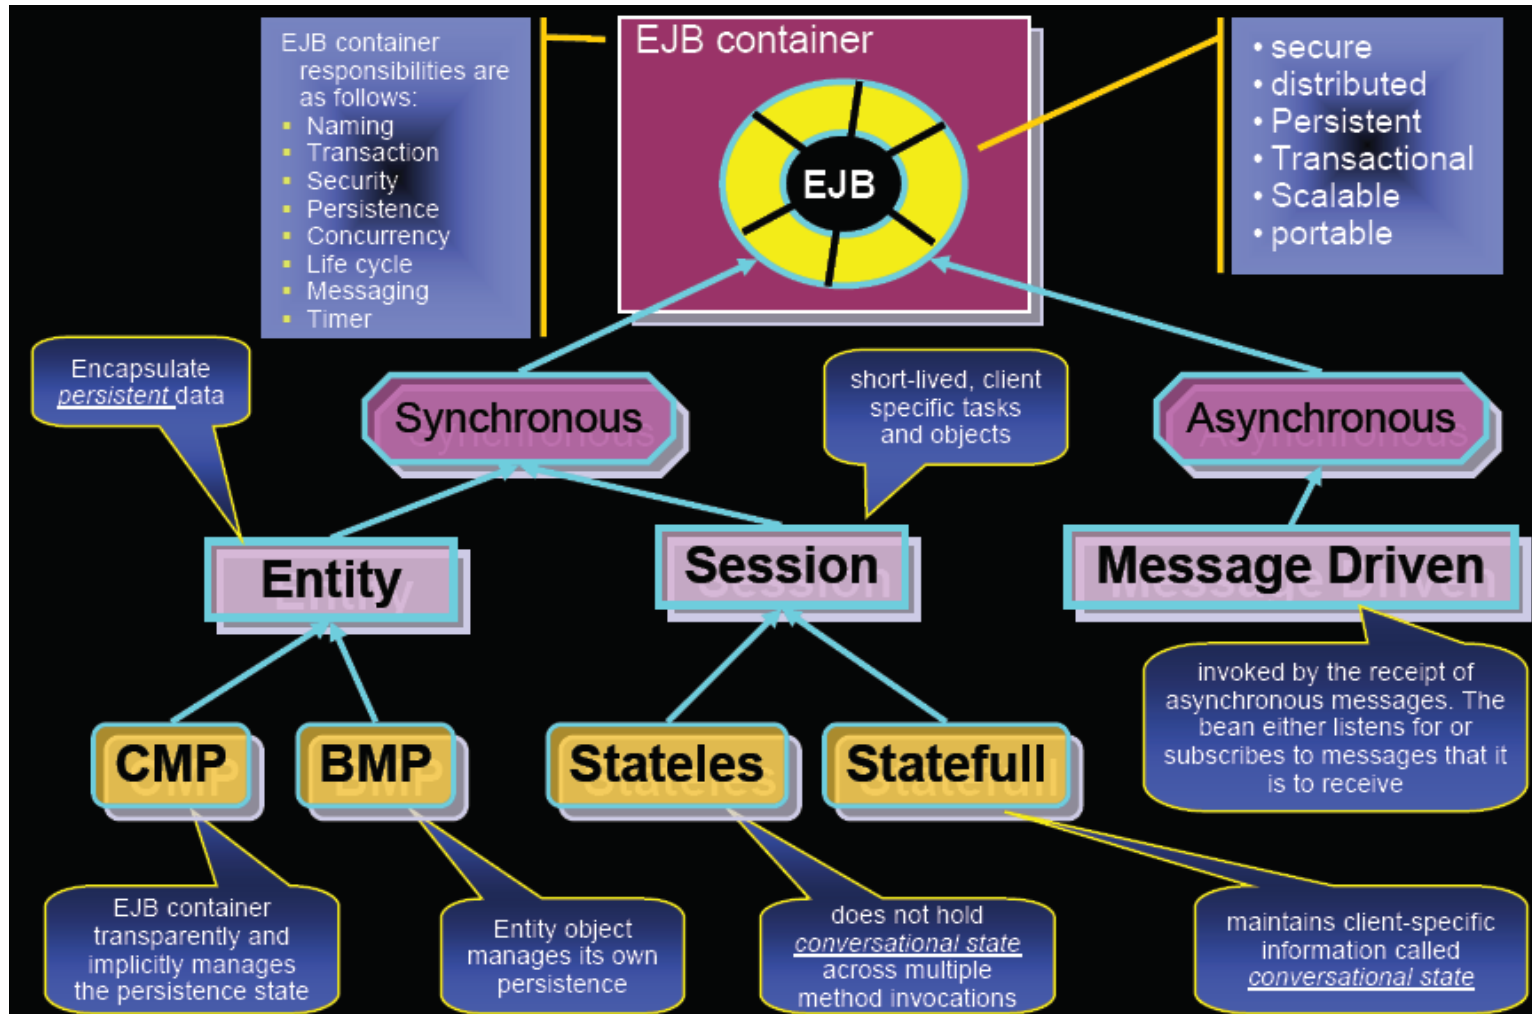 EJB container
responsibilities are
as follows:
Naming
Transaction
Security
Persistence
Concurrency
Life cycle
Messaging
Timer
EJB container
EJB
• secure
• distributed
• Persistent
• Transactional
• Scalable
• portable
Encapsulate
persistent data
Synchronous
short-lived, client
specific tasks
and objects
Asynchronous
Entity
Session
Message Driven
invoked by the receipt of
asynchronous messages. The
bean either listens for or
subscribes to messages that it
is to receive
CMP
BMP
Stateles
Statefull
EJB container
transparently and
implicitly manages
the persistence state
Entity object
manages its own
persistence
does not hold
conversational state
across multiple
method invocations
maintains client-specific
information called
conversational state